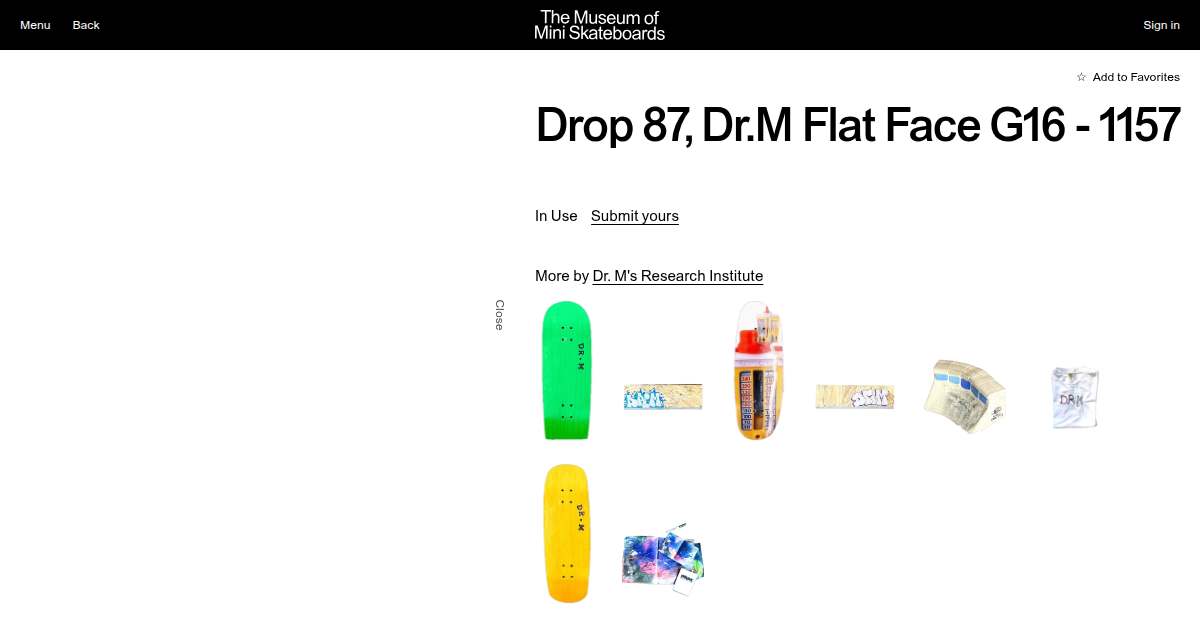 Menu
Back
The Museum of
Mini Skateboards
Sign in
☆ Add to Favorites
Drop 87, Dr.M Flat Face G16 - 1157
In Use Submit yours
More by Dr. M's Research Institute
Close
DR.M
DRM
DR.M